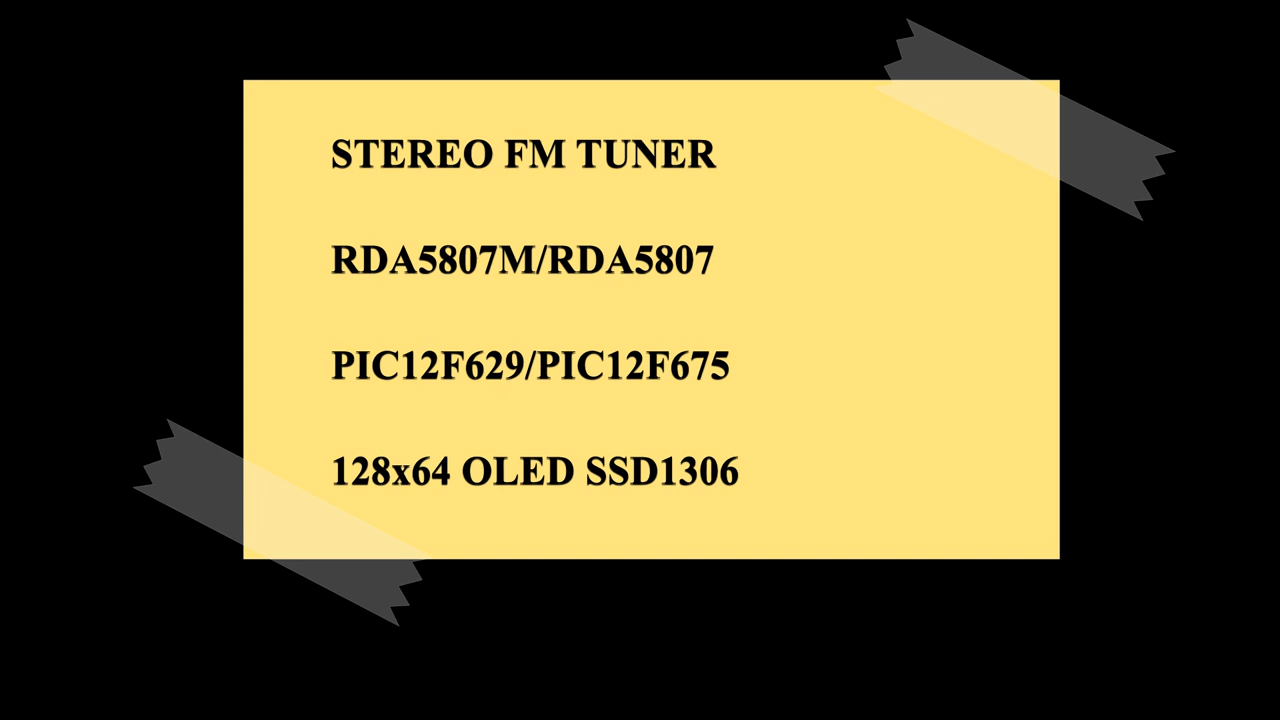 STEREO FM TUNER
RDA5807M/RDA5807
PIC12F629/PIC12F675
128x64 OLED SSD1306